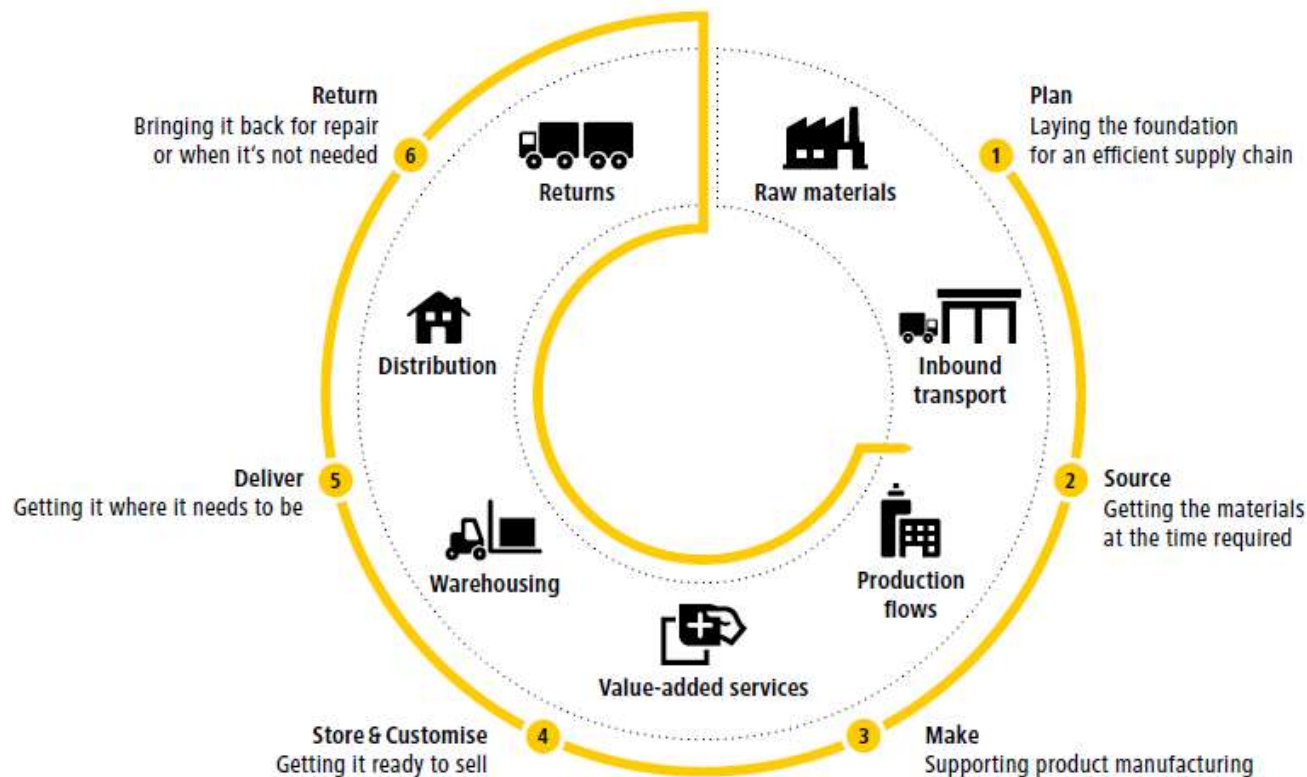 Plan
Laying the foundation
for an efficient supply chain
1
Source
Getting the materials
at the time required
2
Make
Supporting product manufacturing
3
Store & Customise
Getting it ready to sell
4
Deliver
Getting it where it needs to be
5
Return
Bringing it back for repair
or when it's not needed
6
Raw materials
Inbound
transport
Production
flows
Value-added services
Warehousing
Distribution
Returns